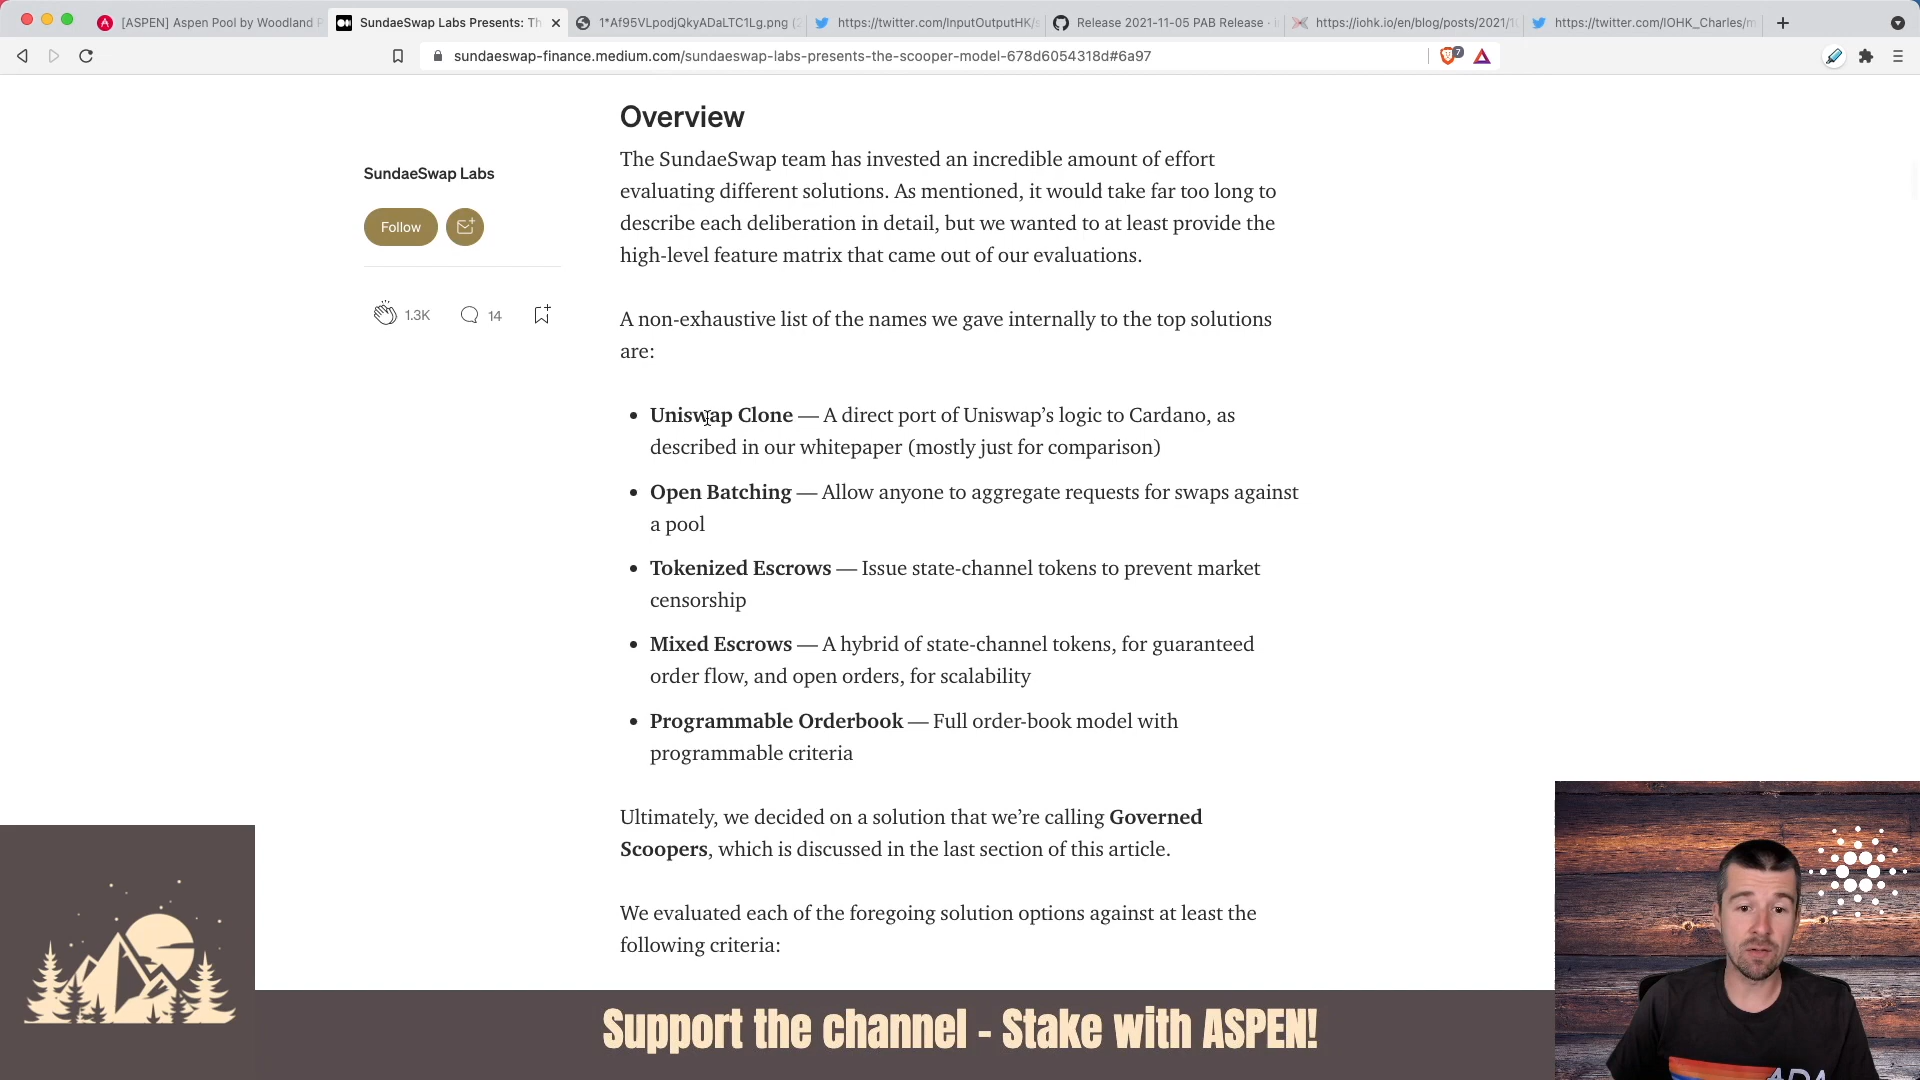 [ASPEN] Aspen Pool by Woodland P
SundaeSwap Labs Presents: Th
1*Af95VLpodjQkyADaLTC1Lg.png (2
https://twitter.com/InputOutputHK/s
Release 2021-11-05 PAB Release · i
https://iohk.io/en/blog/posts/2021/1
https://twitter.com/IOHK_Charles/
sundaeswap-finance.medium.com/sundaeswap-labs-presents-the-scooper-model-678d6054318d#6a97
7
Overview
The SundaeSwap team has invested an incredible amount of effort
evaluating different solutions. As mentioned, it would take far too long to
describe each deliberation in detail, but we wanted to at least provide the
high-level feature matrix that came out of our evaluations.
SundaeSwap Labs
Follow
1.3K
14
A non-exhaustive list of the names we gave internally to the top solutions
are:
• Uniswap Clone — A direct port of Uniswap’s logic to Cardano, as
described in our whitepaper (mostly just for comparison)
• Open Batching — Allow anyone to aggregate requests for swaps against
a pool
• Tokenized Escrows — Issue state-channel tokens to prevent market
censorship
• Mixed Escrows — A hybrid of state-channel tokens, for guaranteed
order flow, and open orders, for scalability
• Programmable Orderbook — Full order-book model with
programmable criteria
Ultimately, we decided on a solution that we’re calling Governed
Scoopers, which is discussed in the last section of this article.
We evaluated each of the foregoing solution options against at least the
following criteria:
Support the channel - Stake with ASPEN!
ADA